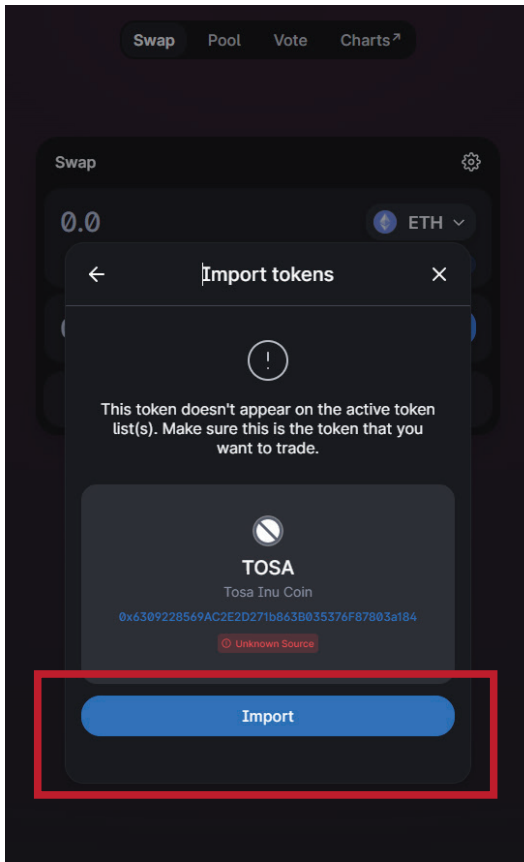 Swap Pool Vote Charts↗
Swap
0.0 ETH
Import tokens
This token doesn't appear on the active token
list(s). Make sure this is the token that you
want to trade.
TOSA
Tosa Inu Coin
0x6309228569AC2E2D271b863B035376F87803a184
Unknown Source
Import